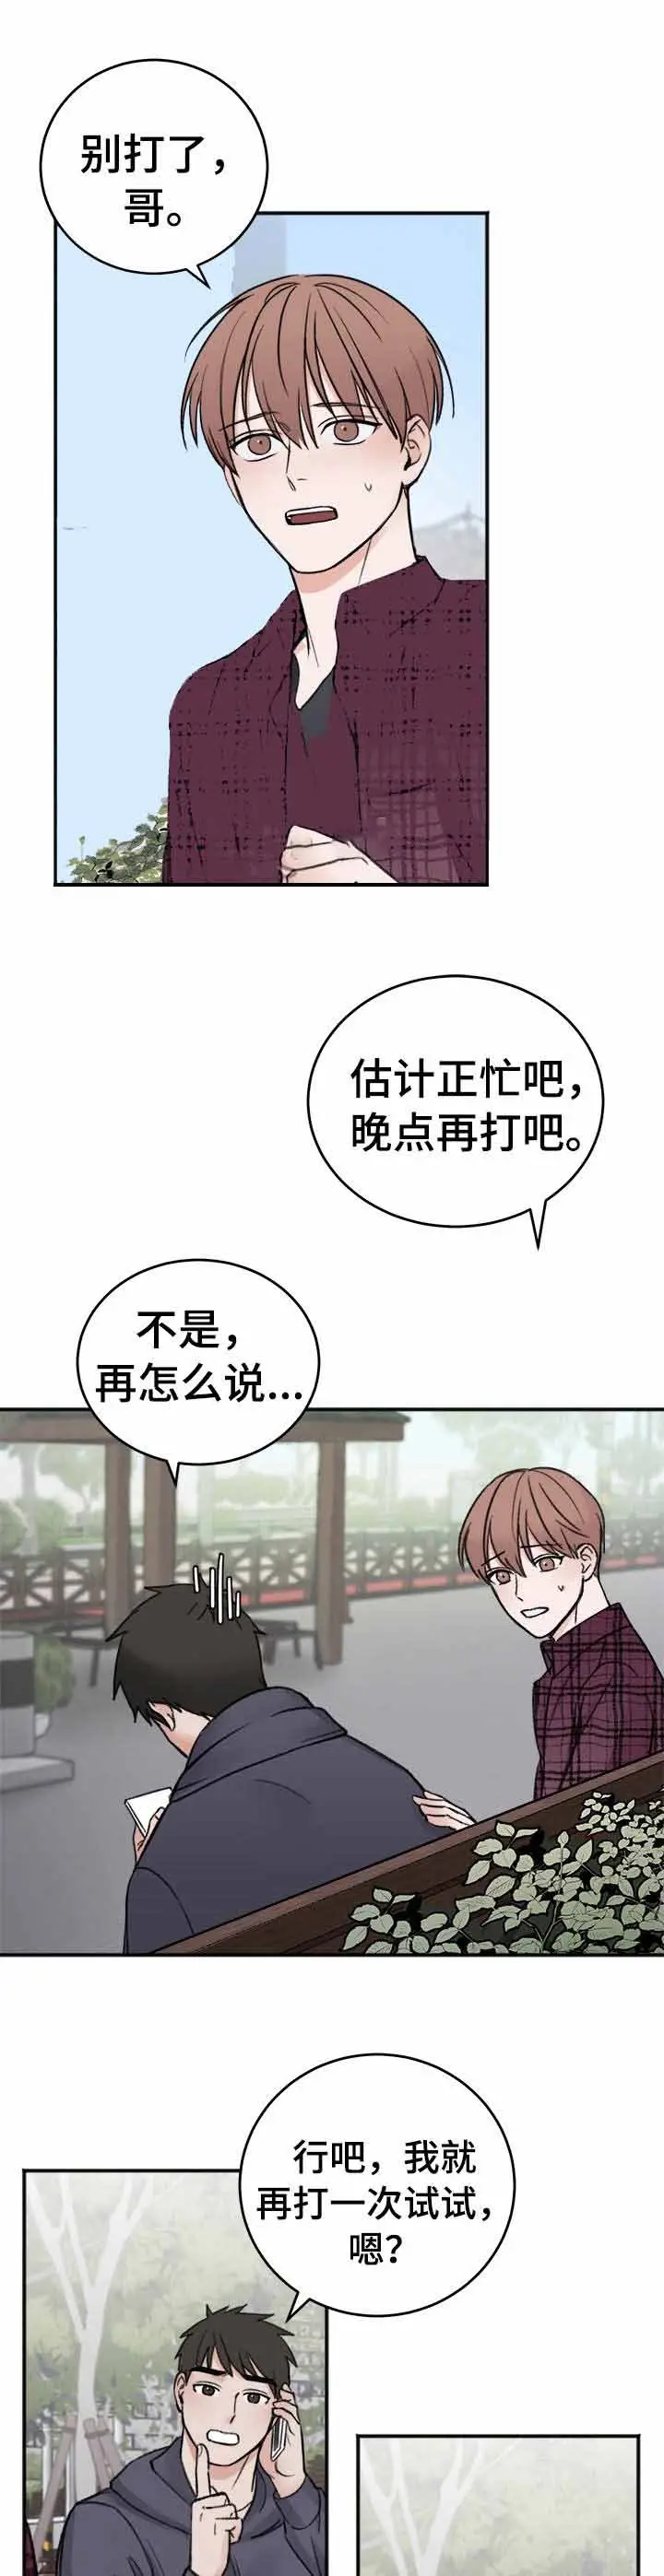 别打了，
哥。
估计正忙吧，
晚点再打吧。
不是，
再怎么说…
行吧，我就
再打一次试试，
嗯？